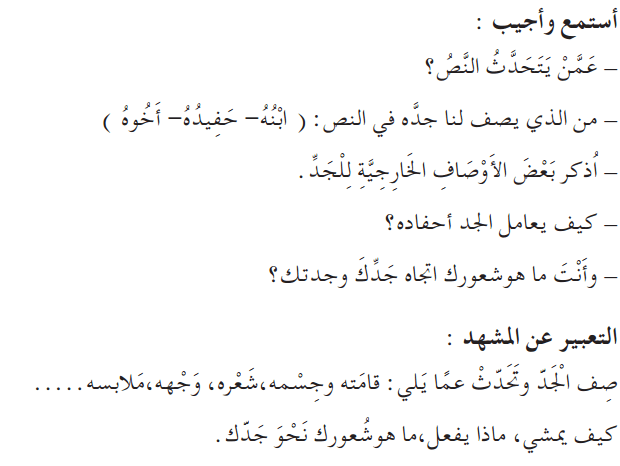 أستمع وأجيب :
– عَمَّنْ يَتَحَدَّثُ النَّصُ؟
– من الذي يصف لنا جدَّه في النص: ( ابْنُهُ– حَفِيدُهُ– أَخُوهُ )
– اُذكر بَعْضَ الأَوْصَافِ الخَارِجِيَّةِ لِلْجَدِّ.
– كيف يعامل الجد أحفاده؟
– وأَنْتَ ما هوشعورك اتجاه جَدِّكَ وجدتك؟
التعبير عن المشهد :
صِف الْجَدّ وتَحَدّثْ عمًا يَلي: قامَته وجِسْمه،شَعْره، وَجْهه،مَلابسه.....
كيف يمشي، ماذا يفعل،ما هوشُعورك نَحْوَ جَدّك.